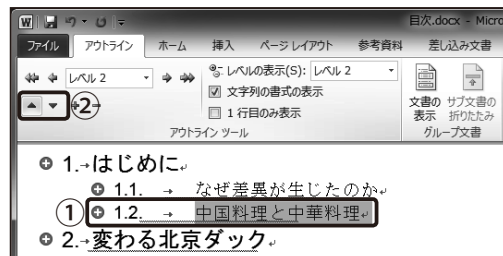 目次.docx - Micro
ファイル アウトライン ホーム 挿入 ページ レイアウト 参考資料 差し込み文書
レベル 2
レベルの表示(S): レベル 2
文字列の書式の表示
1 行目のみ表示
②
アウトライン ツール
文書の表示
サブ文書の折りたたみ
グループ文書
1. はじめに
1.1. なぜ差異が生じたのか
① 1.2. 中国料理と中華料理
2. 変わる北京ダック